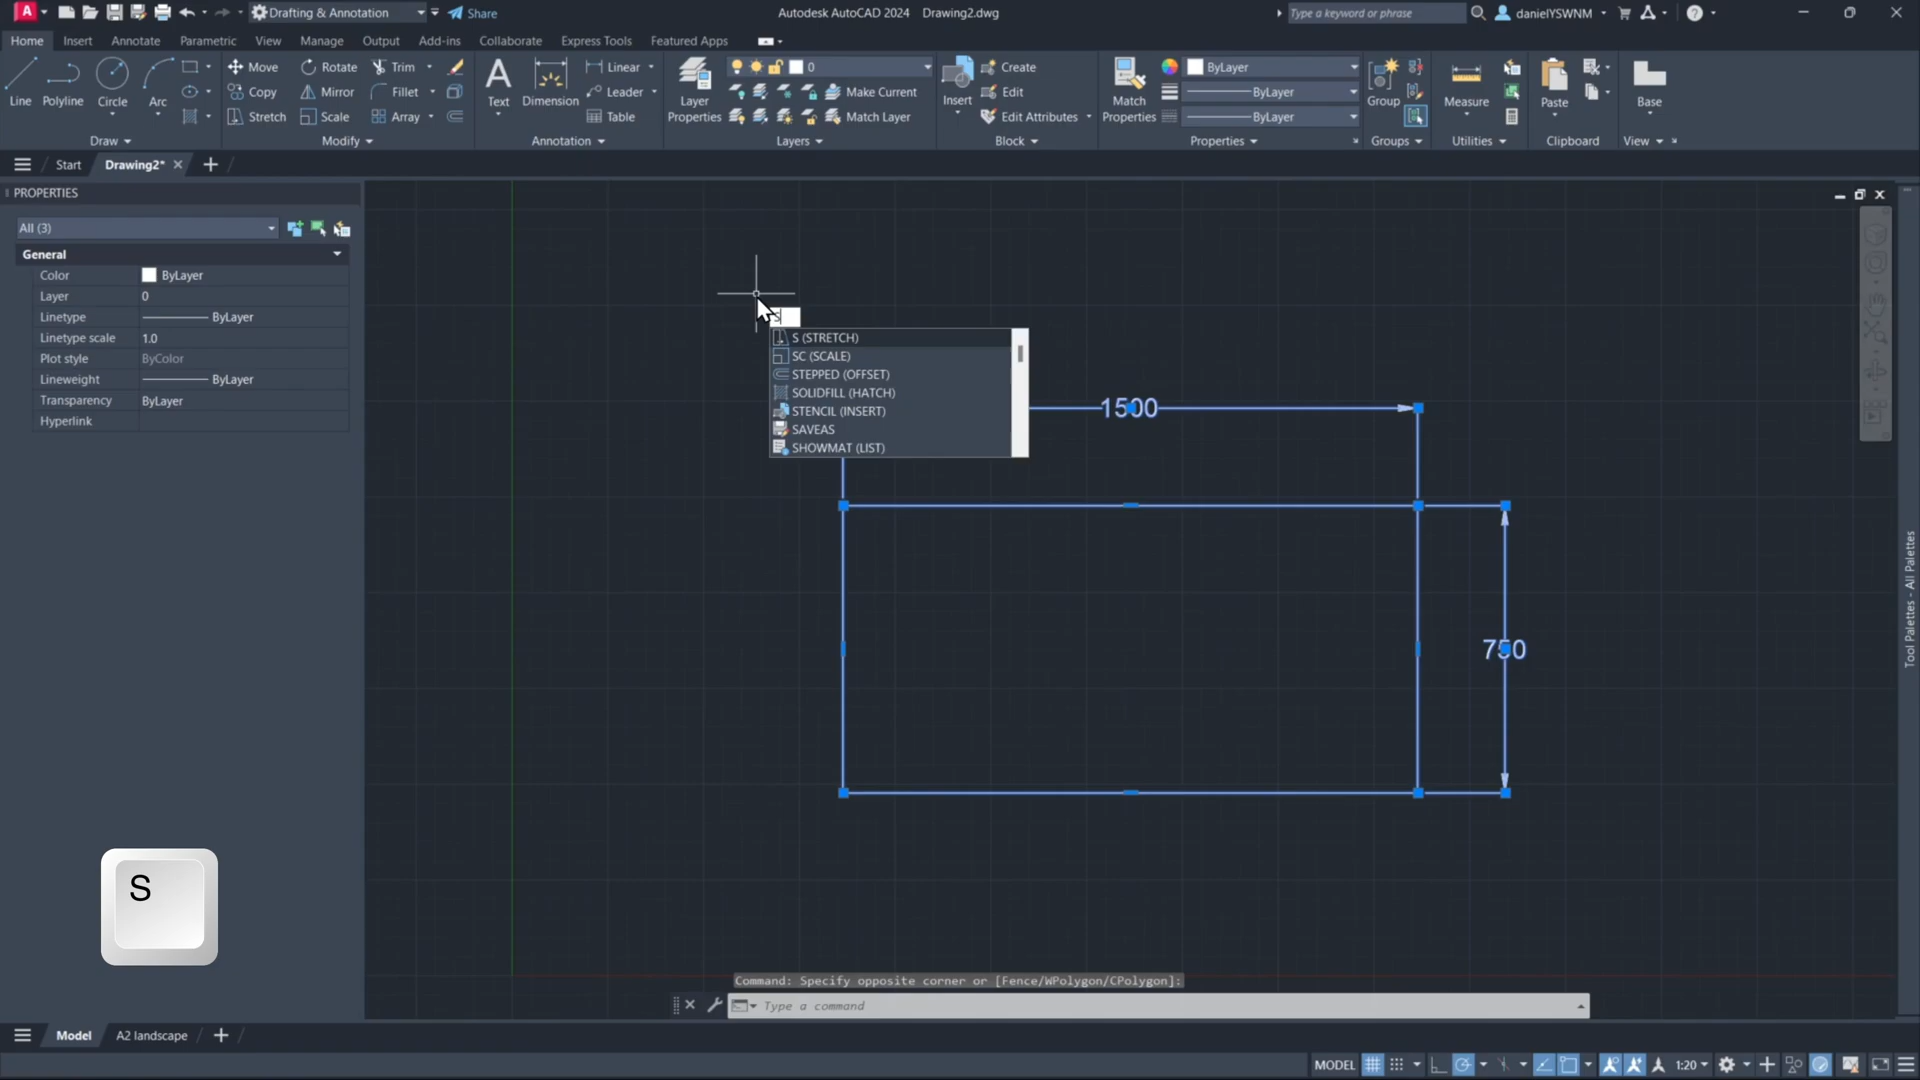 A Drafting & Annotation Share Autodesk AutoCAD 2024 Drawing2.dwg Type a keyword or phrase danielYSWNM
Home Insert Annotate Parametric View Manage Output Add-ins Collaborate Express Tools Featured Apps
Line Polyline Circle Arc
Move Rotate Trim
Copy Mirror Fillet
Stretch Scale Array
A Text Dimension
Linear
Leader
Table
Layer Properties
0
Make Current
Match Layer
Insert
Create
Edit
Edit Attributes
Match Properties
ByLayer
ByLayer
ByLayer
Group Measure Paste Base
Draw Modify Annotation Layers Block Properties Groups Utilities Clipboard View
Start Drawing2*
PROPERTIES
All (3)
General
Color ByLayer
Layer 0
Linetype ByLayer
Linetype scale 1.0
Plot style ByColor
Lineweight ByLayer
Transparency ByLayer
Hyperlink
S
S (STRETCH)
SC (SCALE)
STEPPED (OFFSET)
SOLIDFILL (HATCH)
STENCIL (INSERT)
SAVEAS
SHOWMAT (LIST)
1500
750
Tool Palettes - All Palettes
S
Command: Specify opposite corner or [Fence/WPolygon/CPolygon]:
Type a command
Model A2 landscape
MODEL 1:20